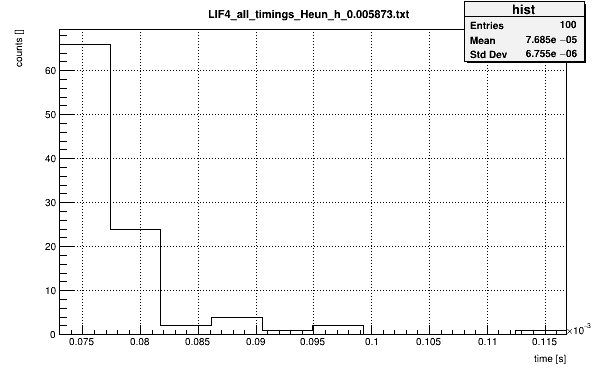 LIF4_all_timings_Heun_h_0.005873.txt
hist
Entries 100
Mean 7.685e −05
Std Dev 6.755e −06
counts []
60
50
40
30
20
10
0
0.075 0.08 0.085 0.09 0.095 0.1 0.105 0.11 0.115
×10⁻³
time [s]